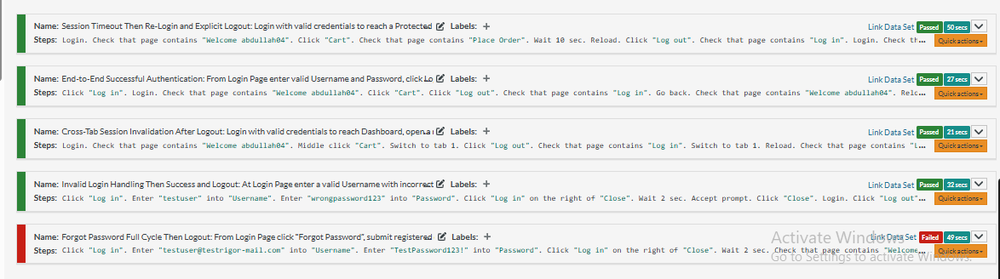 Name: Session Timeout Then Re-Login and Explicit Logout: Login with valid credentials to reach a Protected... Labels: + Link Data Set Passed 50 secs
Steps: Login. Check that page contains "Welcome abdullah04". Click "Cart". Check that page contains "Place Order". Wait 10 sec. Reload. Click "Log out". Check that page contains "Log in". Login. Check th... Quick actions
Name: End-to-End Successful Authentication: From Login Page enter valid Username and Password, click Lo... Labels: + Link Data Set Passed 27 secs
Steps: Click "Log in". Login. Check that page contains "Welcome abdullah04". Click "Cart". Click "Log out". Check that page contains "Log in". Go back. Check that page contains "Welcome abdullah04". Relo... Quick actions
Name: Cross-Tab Session Invalidation After Logout: Login with valid credentials to reach Dashboard, open a... Labels: + Link Data Set Passed 21 secs
Steps: Login. Check that page contains "Welcome abdullah04". Middle click "Cart". Switch to tab 1. Click "Log out". Check that page contains "Log in". Switch to tab 1. Reload. Check that page contains "L... Quick actions
Name: Invalid Login Handling Then Success and Logout: At Login Page enter a valid Username with incorrect... Labels: + Link Data Set Passed 32 secs
Steps: Click "Log in". Enter "testuser" into "Username". Enter "wrongpassword123" into "Password". Click "Log in" on the right of "Close". Wait 2 sec. Accept prompt. Click "Close". Login. Click "Log out"... Quick actions
Name: Forgot Password Full Cycle Then Logout: From Login Page click "Forgot Password", submit registered Labels: + Link Data Set Failed 49 secs
Steps: Click "Log in". Enter "testuser@testrigor-mail.com" into "Username". Enter "TestPassword123!" into "Password". Click "Log in" on the right of "Close". Wait 2 sec. Check that page contains "Welcome... Quick actions
Activate Windows
Go to Settings to activate Windows.